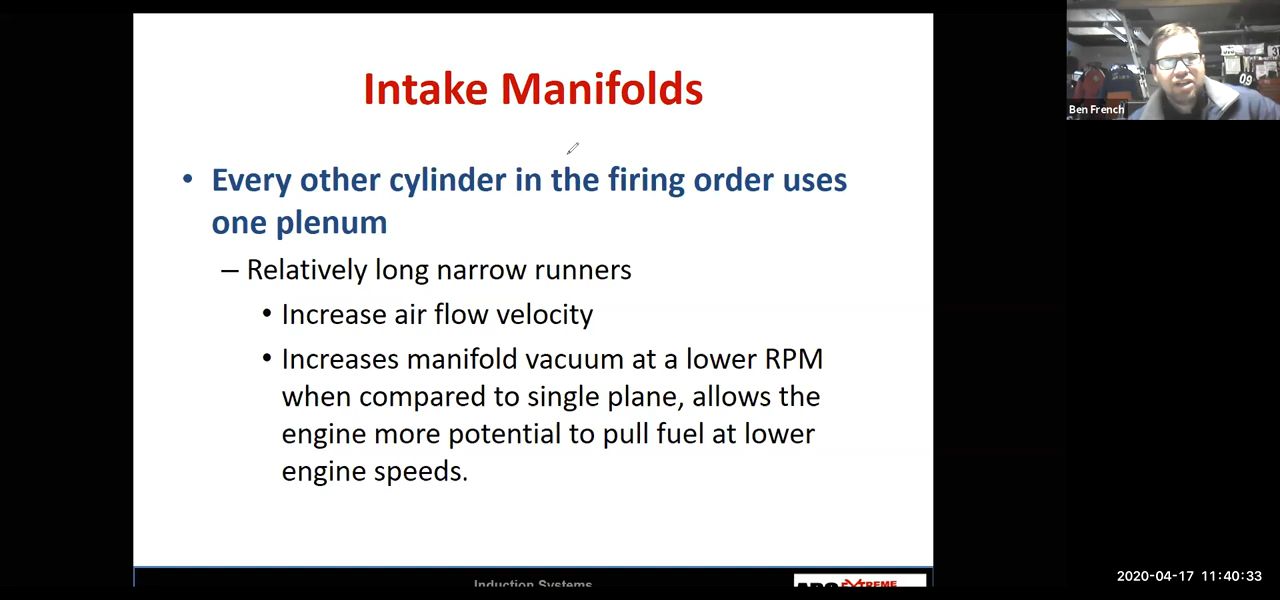 Intake Manifolds
• Every other cylinder in the firing order uses
one plenum
– Relatively long narrow runners
• Increase air flow velocity
• Increases manifold vacuum at a lower RPM
when compared to single plane, allows the
engine more potential to pull fuel at lower
engine speeds.
Induction Systems
EXTREME
Ben French
09
2020-04-17 11:40:33